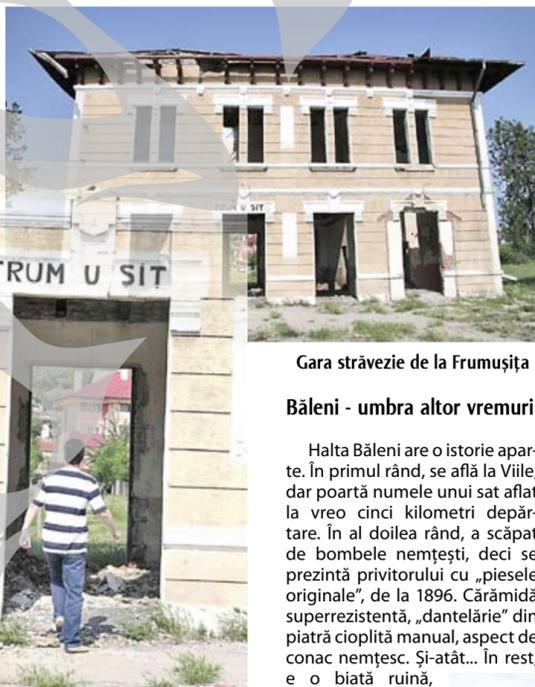 TRUM U SIT
TRUM U SIT
Gara străvezie de la Frumușița
Băleni - umbra altor vremuri
Halta Băleni are o istorie apar-
te. În primul rând, se află la Viile,
dar poartă numele unui sat aflat
la vreo cinci kilometri depăr-
tare. În al doilea rând, a scăpat
de bombele nemțești, deci se
prezintă privitorului cu „piesele
originale”, de la 1896. Cărămidă
superrezistentă, „dantelărie” din
piatră cioplită manual, aspect de
conac nemțesc. Și-atât... În rest,
e o biată ruină,